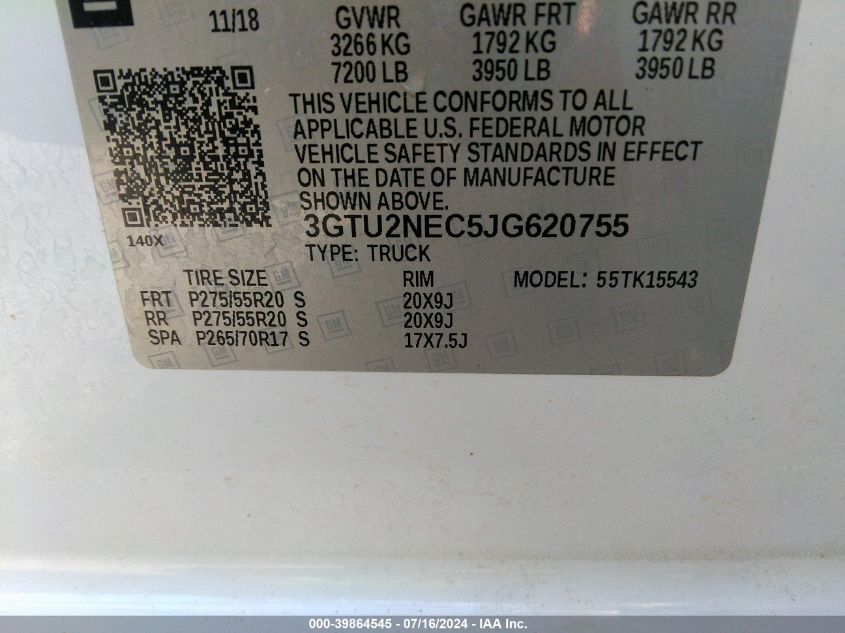 11/18 GVWR GAWR FRT GAWR RR
3266 KG 1792 KG 1792 KG
7200 LB 3950 LB 3950 LB
THIS VEHICLE CONFORMS TO ALL
APPLICABLE U.S. FEDERAL MOTOR
VEHICLE SAFETY STANDARDS IN EFFECT
ON THE DATE OF MANUFACTURE
SHOWN ABOVE.
140X
3GTU2NEC5JG620755
TYPE: TRUCK
TIRE SIZE RIM MODEL: 55TK15543
FRT P275/55R20 S 20X9J
RR P275/55R20 S 20X9J
SPA P265/70R17 S 17X7.5J
000-39864545 - 07/16/2024 - IAA Inc.